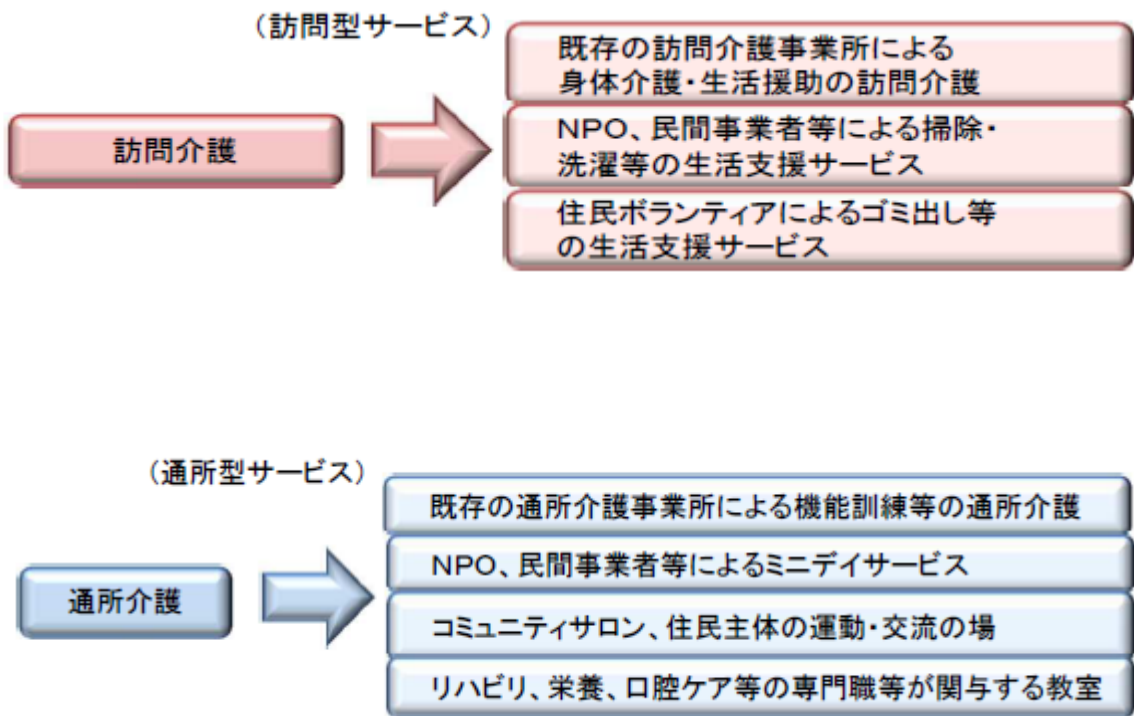 (訪問型サービス)
既存の訪問介護事業所による
身体介護・生活援助の訪問介護
訪問介護
NPO、民間事業者等による掃除・
洗濯等の生活支援サービス
住民ボランティアによるゴミ出し等
の生活支援サービス
(通所型サービス)
既存の通所介護事業所による機能訓練等の通所介護
NPO、民間事業者等によるミニデイサービス
通所介護
コミュニティサロン、住民主体の運動・交流の場
リハビリ、栄養、口腔ケア等の専門職等が関与する教室